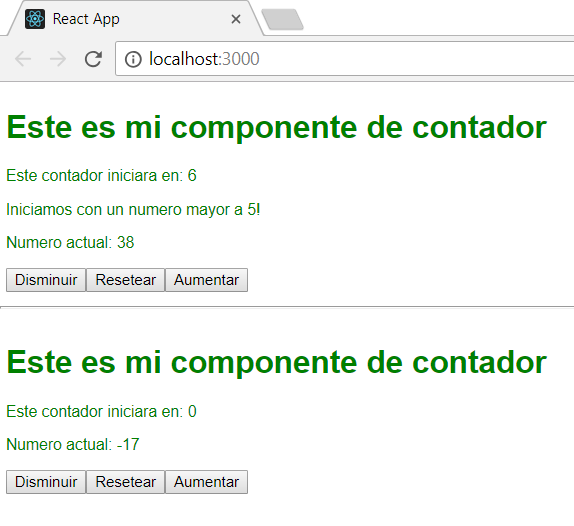 React App
localhost:3000
Este es mi componente de contador
Este contador iniciara en: 6
Iniciamos con un numero mayor a 5!
Numero actual: 38
Disminuir Resetear Aumentar
Este es mi componente de contador
Este contador iniciara en: 0
Numero actual: -17
Disminuir Resetear Aumentar